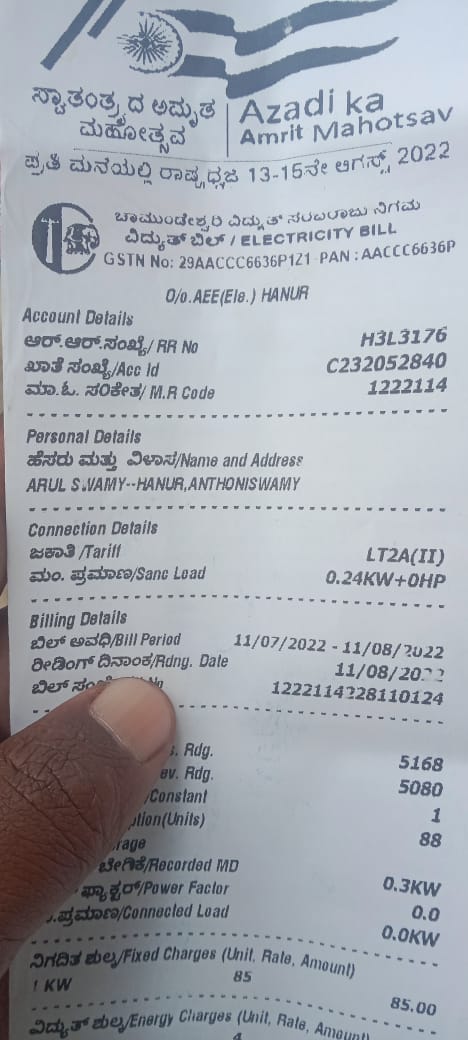 ಸ್ವಾತಂತ್ರ್ಯದ ಅಮೃತ
ಮಹೋತ್ಸವ
Azadi ka
Amrit Mahotsav
ಪ್ರತಿ ಮನೆಯಲ್ಲಿ ರಾಷ್ಟ್ರಧ್ವಜ 13-15ನೇ ಆಗಸ್ಟ್ 2022
ಚಾಮುಂಡೇಶ್ವರಿ ವಿದ್ಯುತ್ ಸರಬರಾಜು ನಿಗಮ
ವಿದ್ಯುತ್ ಬಿಲ್ / ELECTRICITY BILL
GSTN No: 29AACCC6636P1Z1 PAN : AACCC6636P
O/o.AEE(Ele.) HANUR
Account Details
ಆರ್.ಆರ್.ಸಂಖ್ಯೆ/ RR No H3L3176
ಖಾತೆ ಸಂಖ್ಯೆ/Acc Id C232052840
ಮಾ.ಓ. ಸಂಕೇತ/ M.R Code 1222114
Personal Details
ಹೆಸರು ಮತ್ತು ವಿಳಾಸ/Name and Address
ARUL S.VAMY--HANUR,ANTHONISWAMY
Connection Details
ಜಕಾತಿ /Tariff LT2A(II)
ಮಂ. ಪ್ರಮಾಣ/Sanc Load 0.24KW+0HP
Billing Details
ಬಿಲ್ ಅವಧಿ/Bill Period 11/07/2022 - 11/08/2022
ರೀಡಿಂಗ್ ದಿನಾಂಕ/Rdng. Date 11/08/2022
ಬಿಲ್ No 1222114228110124
Rdg. 5168
ev. Rdg. 5080
/Constant 1
ption(Units) 88
rage
ಬೇಡಿಕೆ/Recorded MD 0.3KW
ಫ್ಯಾಕ್ಟರ್/Power Factor 0.0
.ಪ್ರಮಾಣ/Connected Load 0.0KW
ನಿಗದಿತ ಶುಲ್ಕ/Fixed Charges (Unit, Rate, Amount)
1 KW 85 85.00
ವಿದ್ಯುತ್ ಶುಲ್ಕ/Energy Charges (Unit, Rate, Amount)